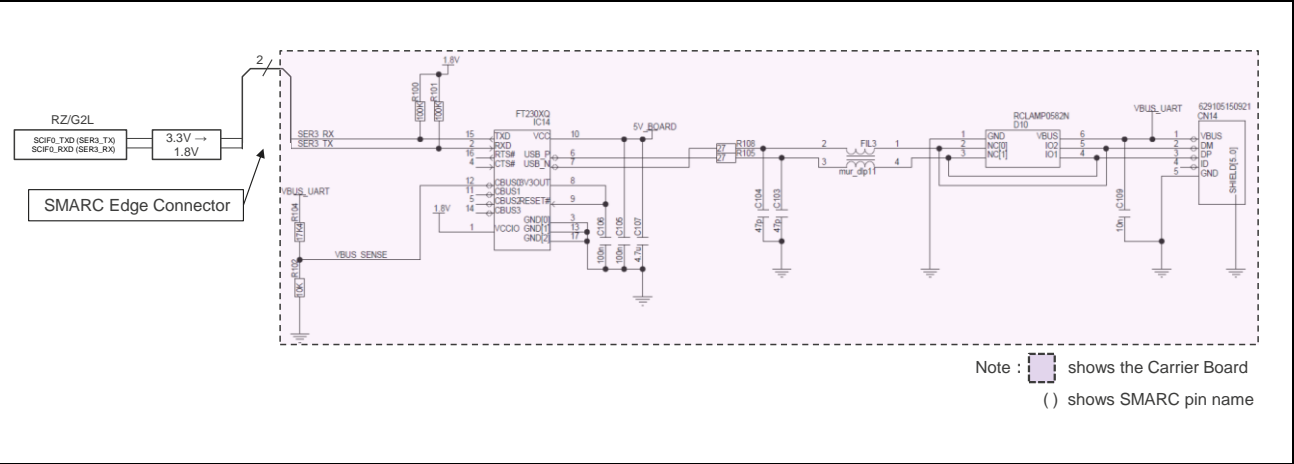 2
1.8V
R100
100K
R101
100K
RZ/G2L
SCIF0_TXD (SER3_TX)
SCIF0_RXD (SER3_RX)
3.3V →
1.8V
SMARC Edge Connector
SER3_RX
SER3_TX
FT230XQ
IC14
15 TXD VCC 10
2 RXD
16 RTS# USB_P 6
4 CTS# USB_N 7
12 CBUS0 3V3OUT 8
11 CBUS1
5 CBUS2 RESET# 9
14 CBUS3
GND[0] 3
1 VCCIO GND[1] 13
GND[2] 17
1.8V
5V_BOARD
VBUS_UART
R104
17K4
VBUS_SENSE
R102
10K
C106
100n
C105
100n
C107
4.7u
27 R106
27 R105
C104
47p
C103
47p
2 FIL3 1
3 4
mur_dlp11
RCLAMP0582N
D10
1 GND VBUS 6
2 NC[0] IO2 5
3 NC[1] IO1 4
VBUS_UART
C109
10n
629105150921
CN14
1 VBUS
2 DM
3 DP
4 ID
5 GND
SHIELD[5..0]
Note : shows the Carrier Board
( ) shows SMARC pin name